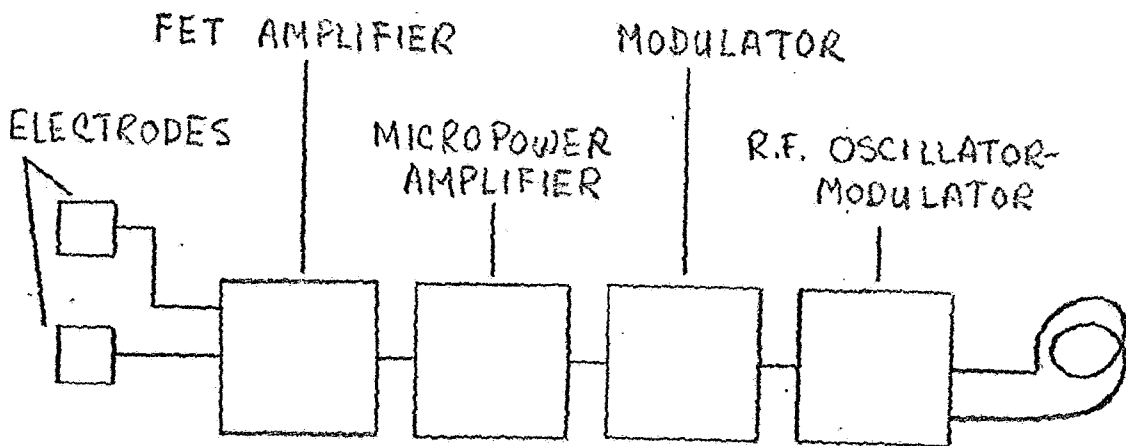 FET AMPLIFIER
MODULATOR
ELECTRODES
MICROPOWER
AMPLIFIER
R.F. OSCILLATOR-
MODULATOR